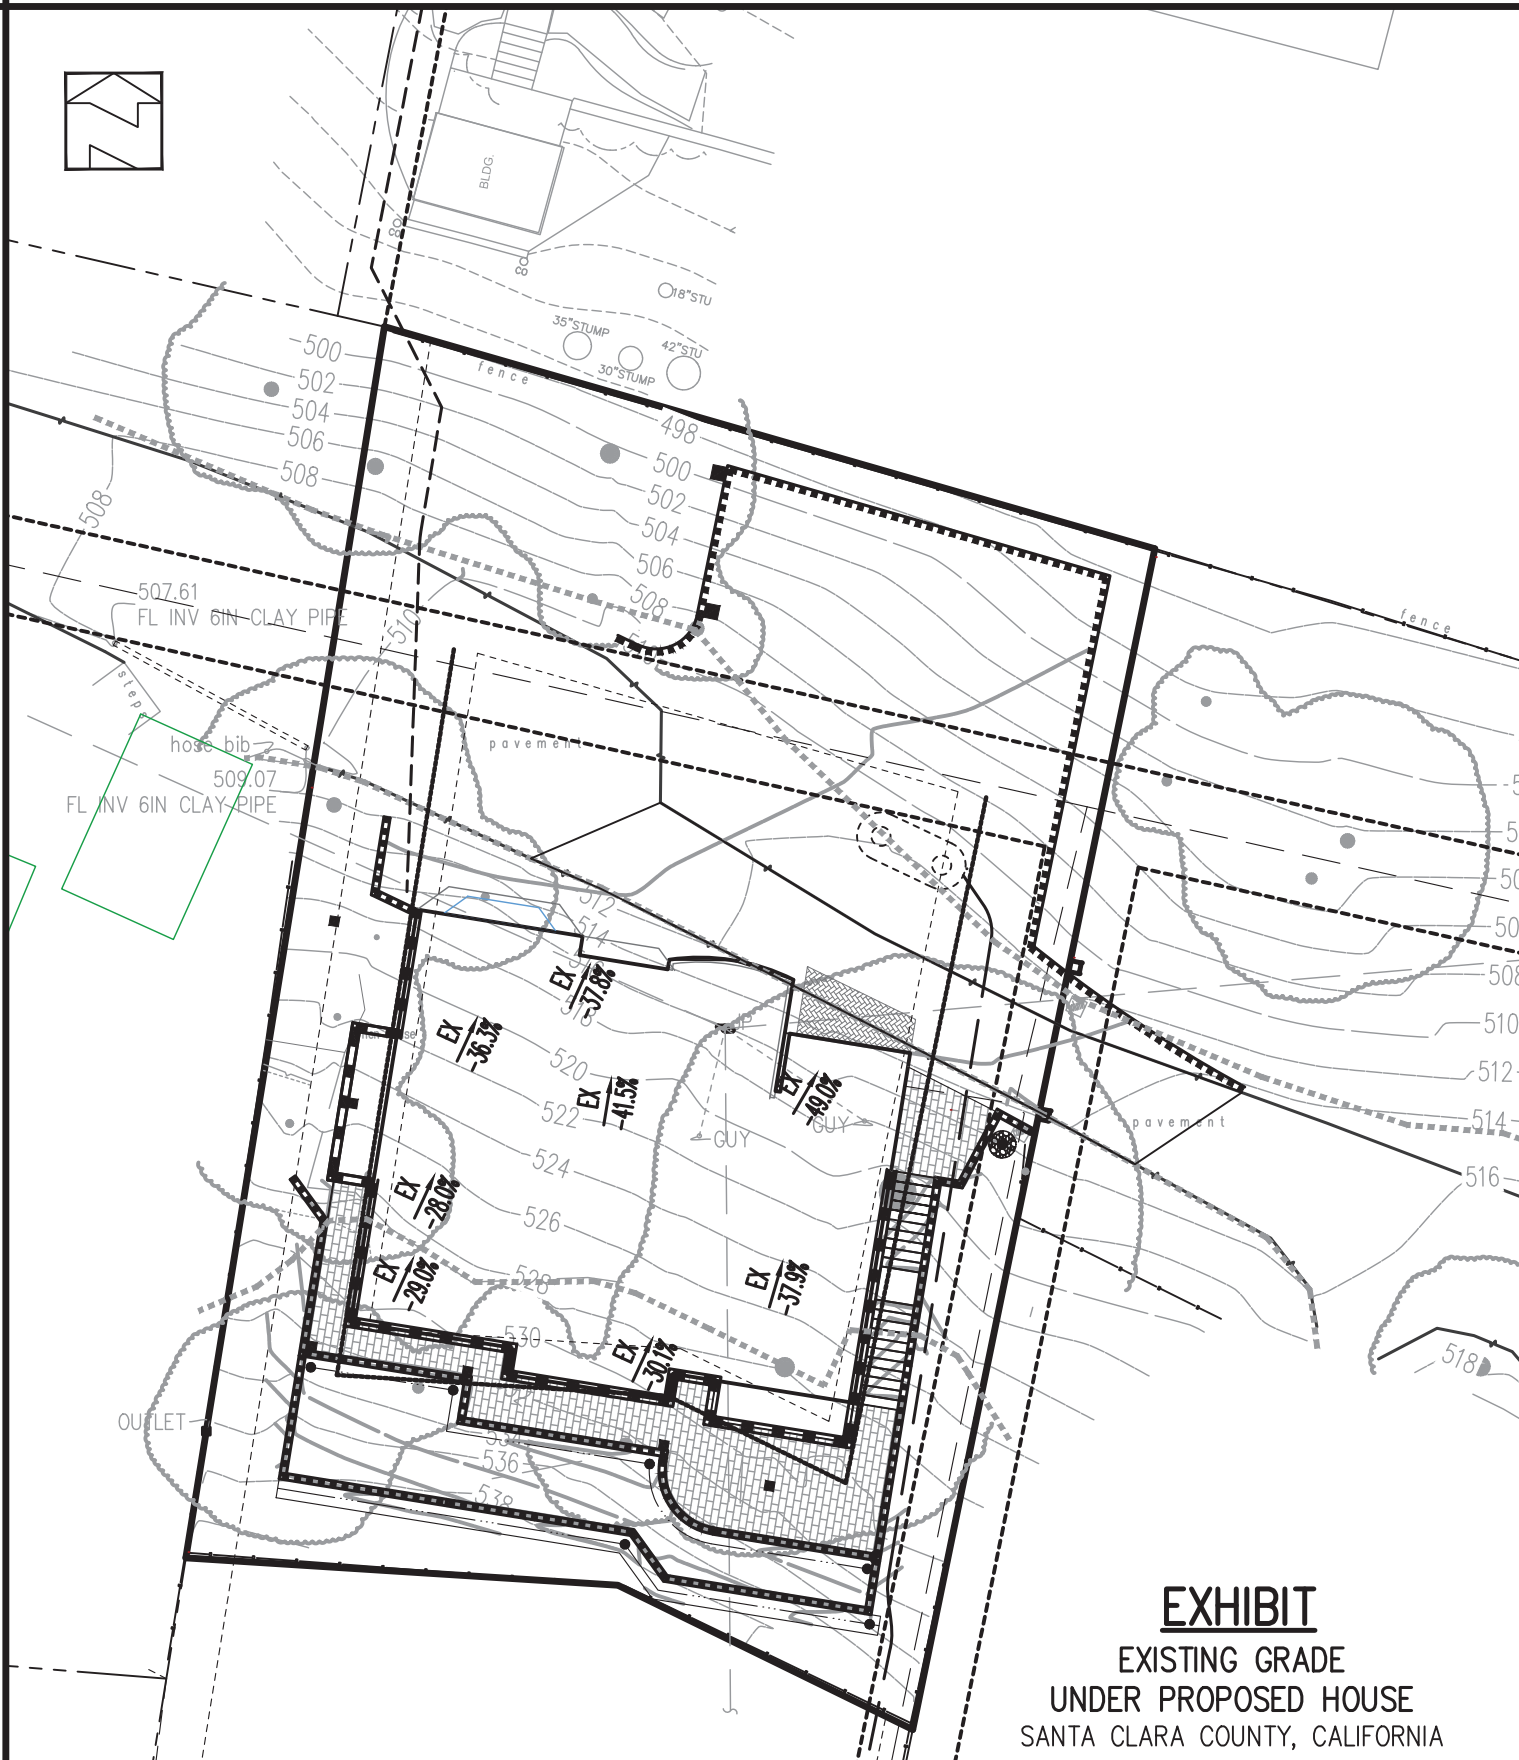 BLDG.
CO
CO
18"STU
35"STUMP
30"STUMP
42"STU
fence
500
502
504
506
508
498
500
502
504
506
508
508
510
507.61
FL INV 6IN CLAY PIPE
steps
hose bib
509.07
FL INV 6IN CLAY PIPE
pavement
fence
512
514
EX
-37.8%
EX
-36.3%
520
EX
-41.5%
522
EX
-49.0%
GUY
GUY
524
EX
-28.0%
526
EX
-29.0%
528
EX
-37.9%
530
EX
-30.1%
OUTLET
534
536
538
pavement
508
510
512
514
516
518
EXHIBIT
EXISTING GRADE
UNDER PROPOSED HOUSE
SANTA CLARA COUNTY, CALIFORNIA